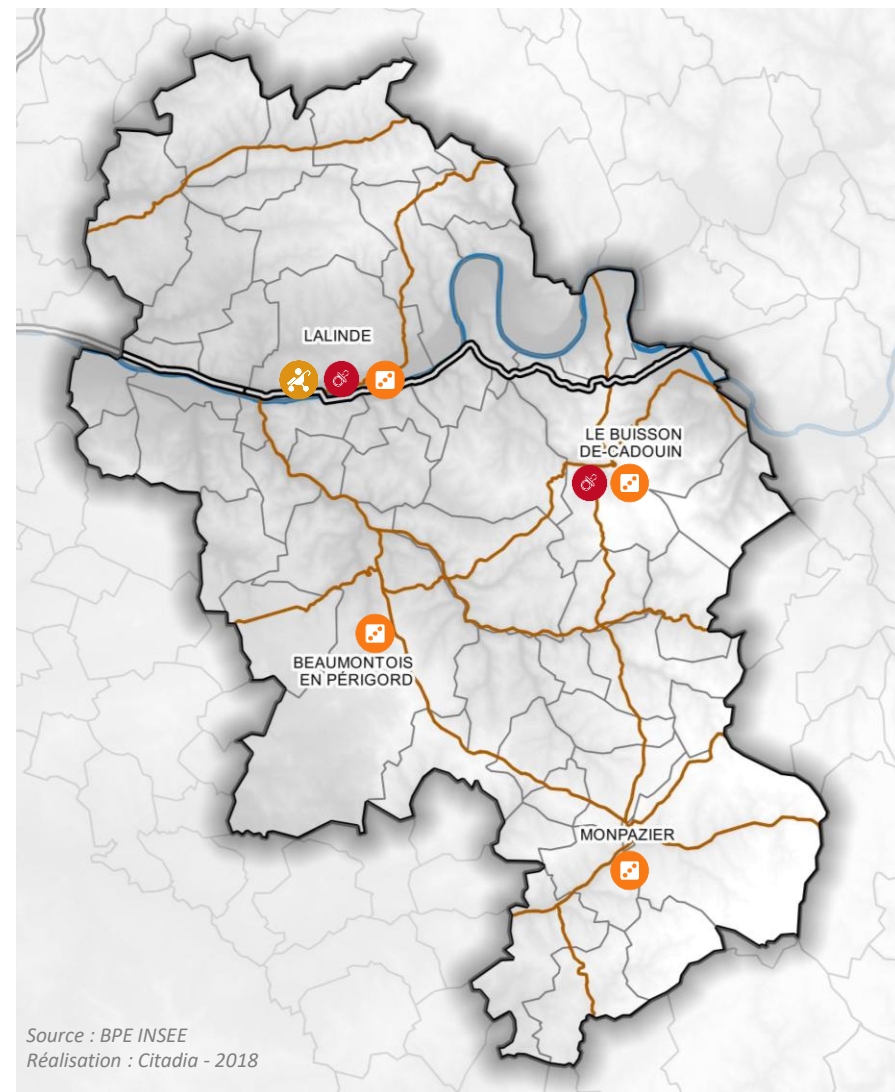 LALINDE
LE BUISSON
DE-CADOUIN
BEAUMONTOIS
EN PÉRIGORD
MONPAZIER
Source : BPE INSEE
Réalisation : Citadia - 2018